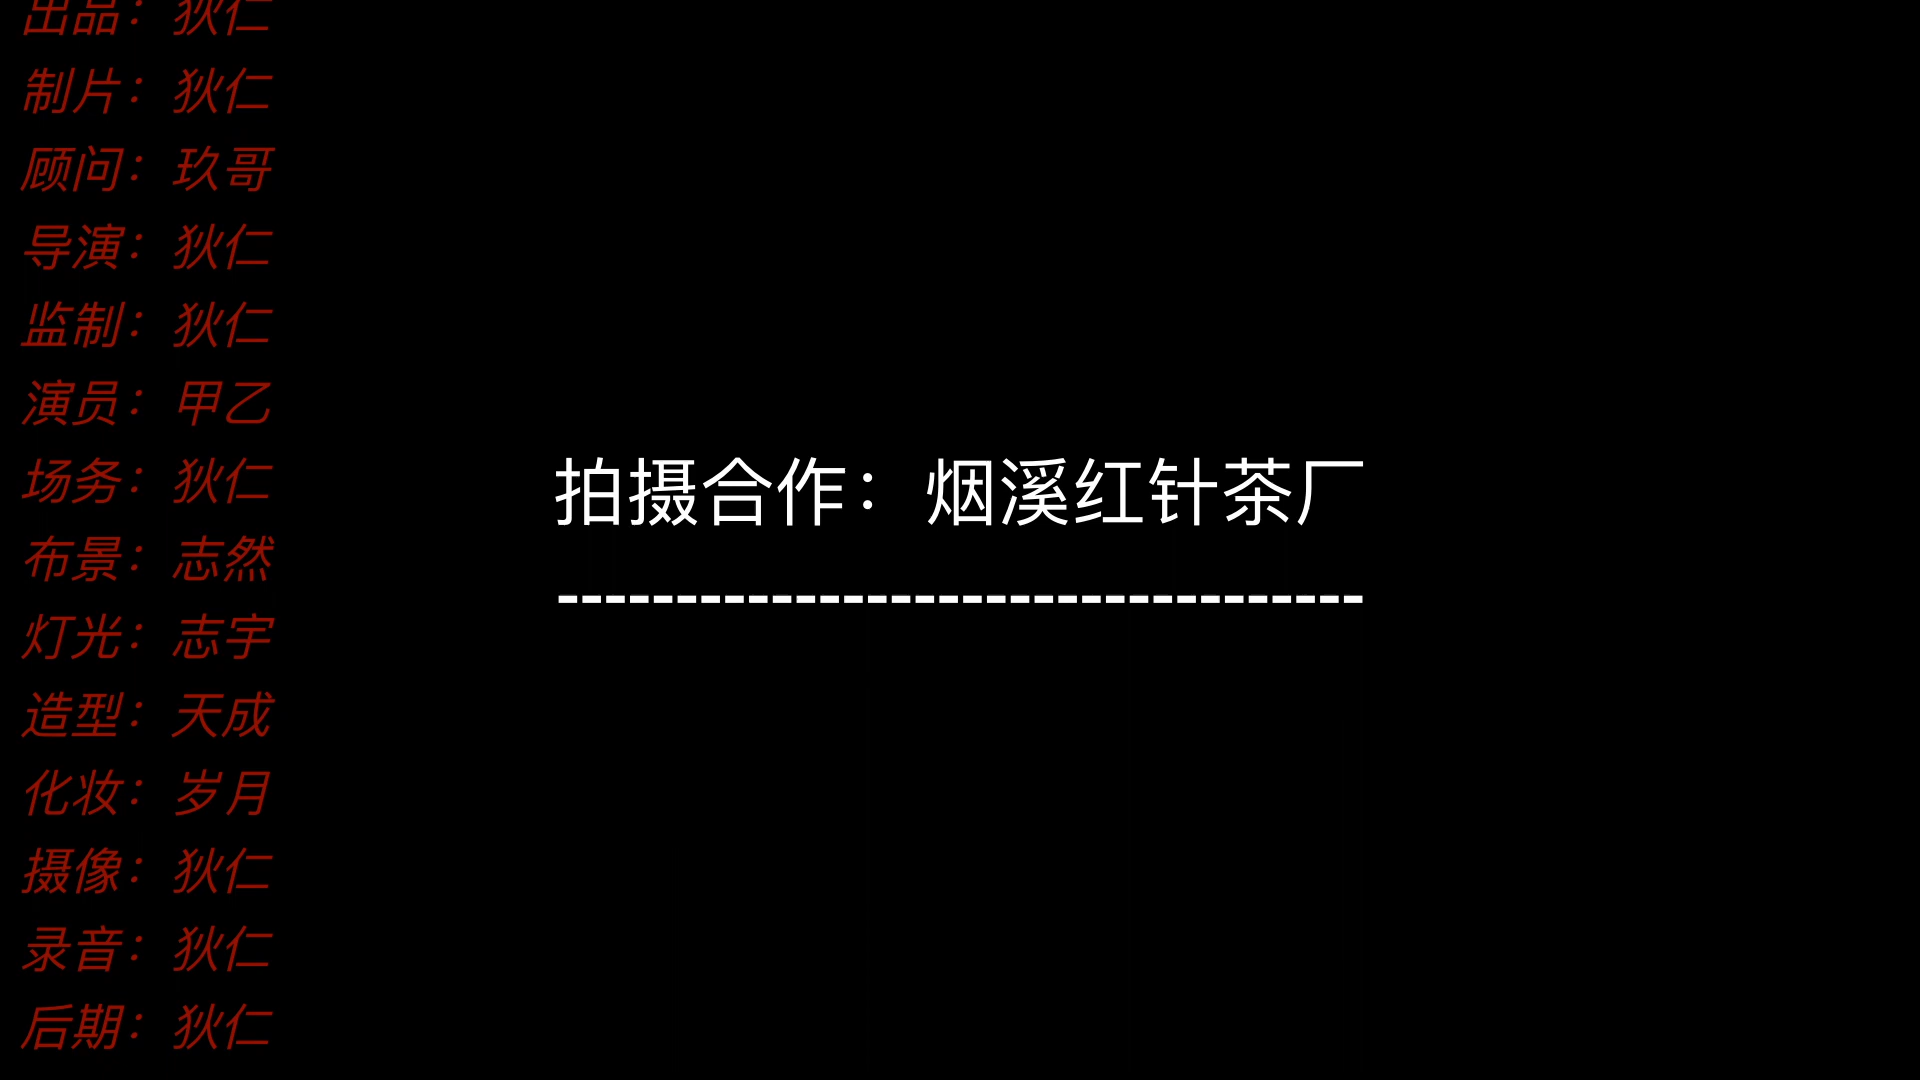 出品：狄仁
制片：狄仁
顾问：玖哥
导演：狄仁
监制：狄仁
演员：甲乙
场务：狄仁
布景：志然
灯光：志宇
造型：天成
化妆：岁月
摄像：狄仁
录音：狄仁
后期：狄仁
拍摄合作：烟溪红针茶厂
----------------------------------